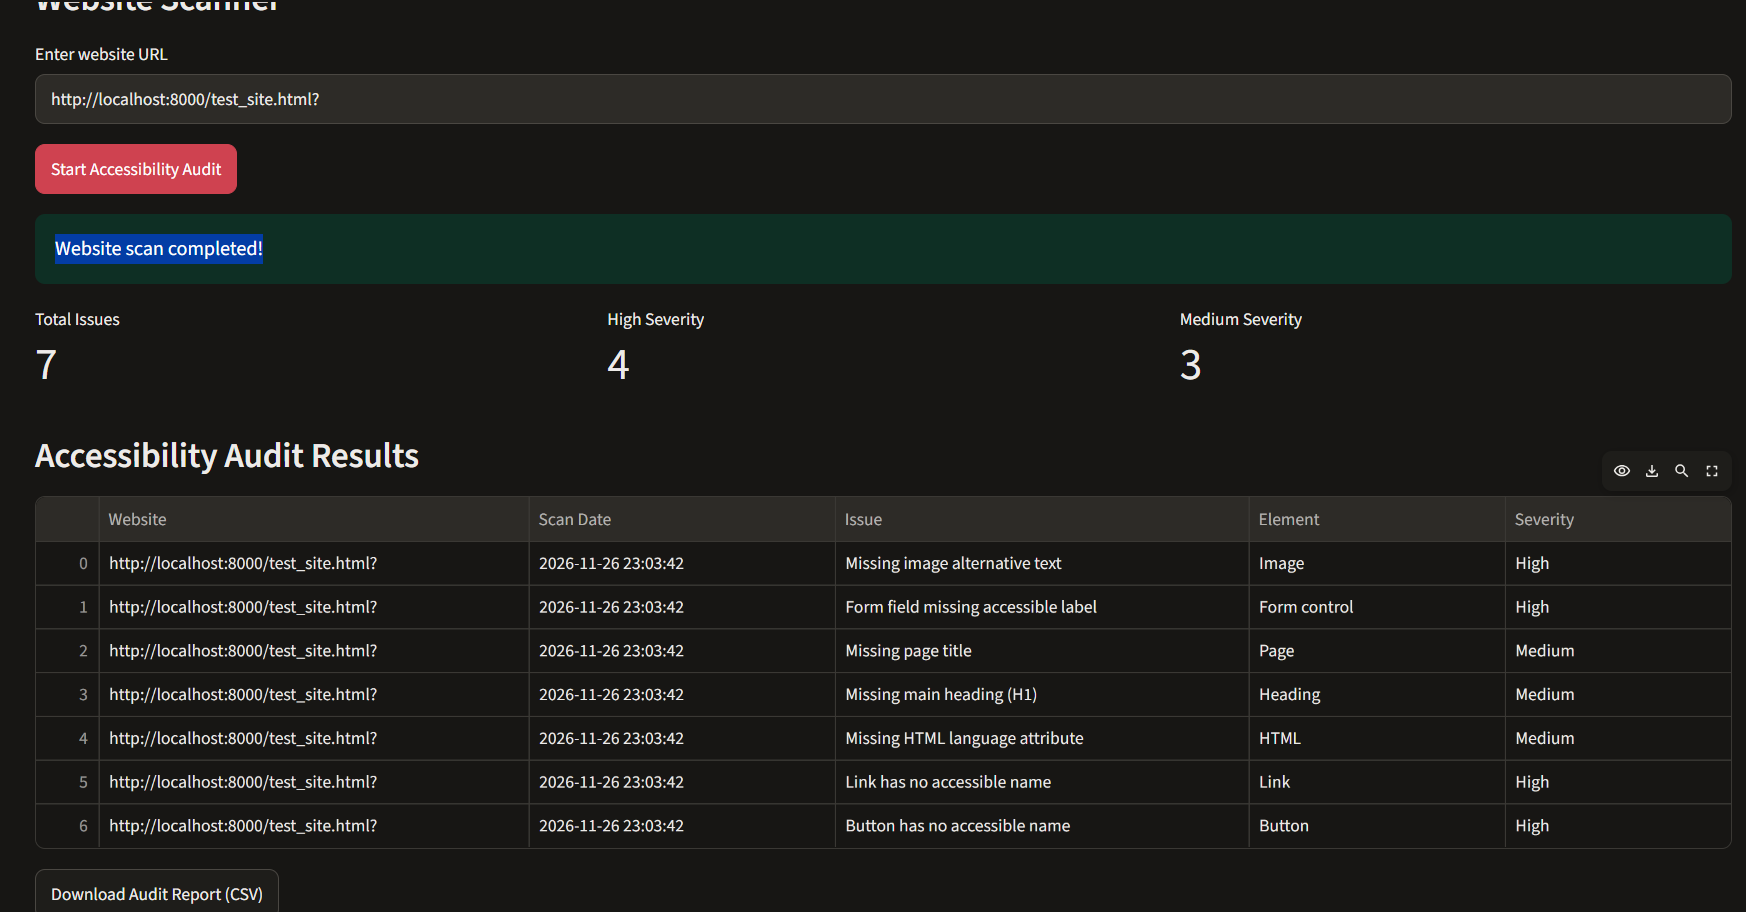 Website Scanner
Enter website URL
http://localhost:8000/test_site.html?
Start Accessibility Audit
Website scan completed!
Total Issues High Severity Medium Severity
7 4 3
Accessibility Audit Results
Website Scan Date Issue Element Severity
0 http://localhost:8000/test_site.html? 2026-11-26 23:03:42 Missing image alternative text Image High
1 http://localhost:8000/test_site.html? 2026-11-26 23:03:42 Form field missing accessible label Form control High
2 http://localhost:8000/test_site.html? 2026-11-26 23:03:42 Missing page title Page Medium
3 http://localhost:8000/test_site.html? 2026-11-26 23:03:42 Missing main heading (H1) Heading Medium
4 http://localhost:8000/test_site.html? 2026-11-26 23:03:42 Missing HTML language attribute HTML Medium
5 http://localhost:8000/test_site.html? 2026-11-26 23:03:42 Link has no accessible name Link High
6 http://localhost:8000/test_site.html? 2026-11-26 23:03:42 Button has no accessible name Button High
Download Audit Report (CSV)